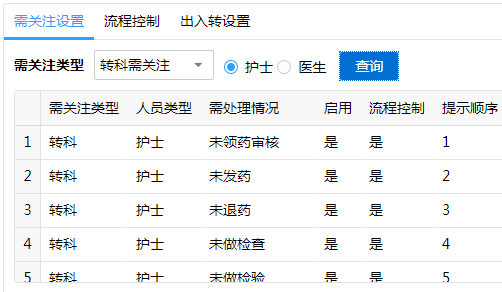 需关注设置 流程控制 出入转设置
需关注类型 转科需关注 护士 医生 查询
需关注类型 人员类型 需处理情况 启用 流程控制 提示顺序
1 转科 护士 未领药审核 是 是 1
2 转科 护士 未发药 是 是 2
3 转科 护士 未退药 是 是 3
4 转科 护士 未做检查 是 是 4
5 转科 护士 未做检验 是 是 5